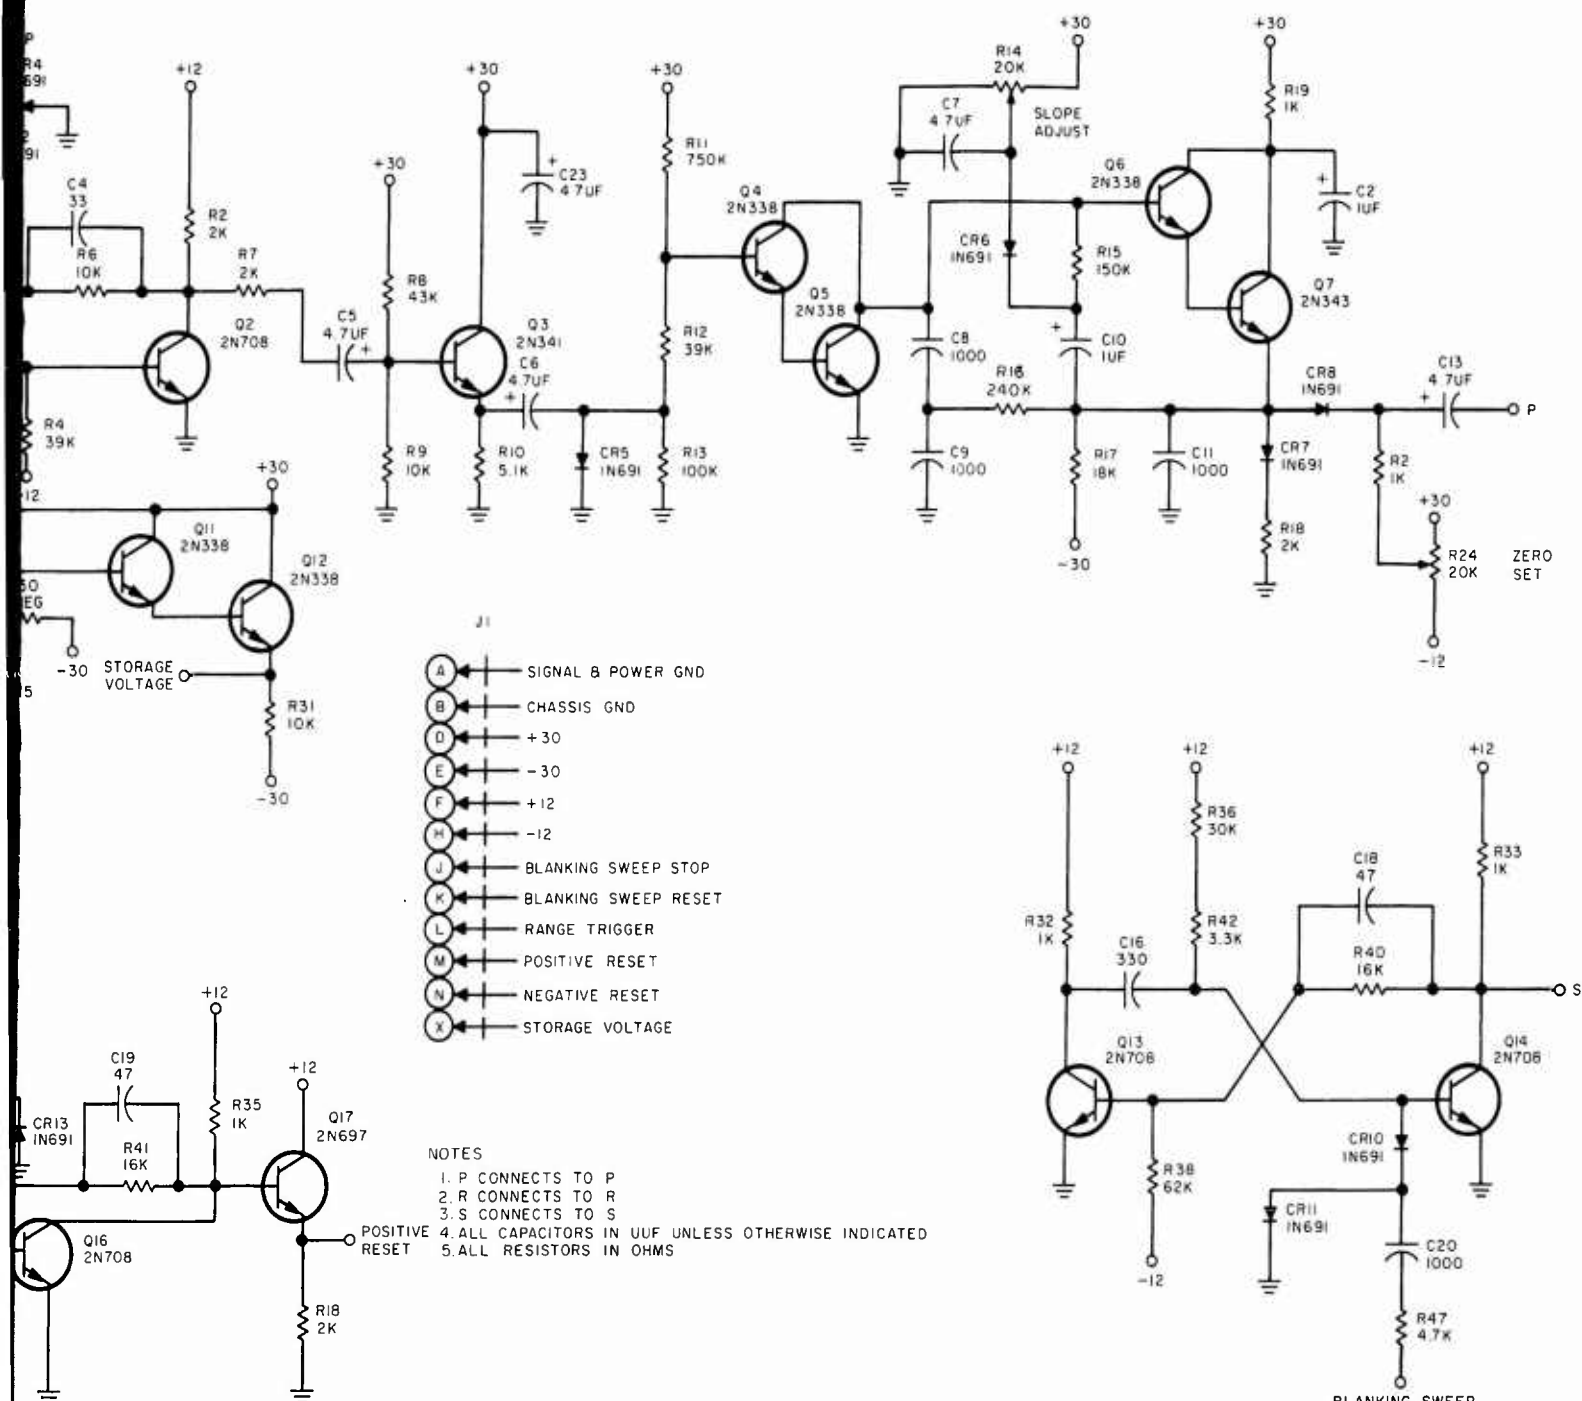 P
R4
691
91
+12
+30
+30
+30
R14
20K
+30
C7
4.7UF
SLOPE
ADJUST
+30
R19
1K
C4
33
R6
10K
R2
2K
R7
2K
+30
C23
4.7UF
R11
750K
Q4
2N338
Q6
2N338
C2
1UF
CR6
1N691
R15
150K
Q7
2N343
R8
43K
C5
4.7UF
Q2
2N708
Q3
2N341
C6
4.7UF
R12
39K
Q5
2N338
C8
1000
C10
1UF
R16
240K
CR8
1N691
C13
4.7UF
P
R4
39K
-12
R9
10K
R10
5.1K
CR5
1N691
R13
100K
C9
1000
R17
18K
C11
1000
CR7
1N691
R2
1K
+30
R18
2K
R24
20K
ZERO
SET
-30
-12
+30
Q11
2N338
Q12
2N338
-30
STORAGE
VOLTAGE
R31
10K
-30
J1
A SIGNAL & POWER GND
B CHASSIS GND
D +30
E -30
F +12
H -12
J BLANKING SWEEP STOP
K BLANKING SWEEP RESET
L RANGE TRIGGER
M POSITIVE RESET
N NEGATIVE RESET
X STORAGE VOLTAGE
+12
+12
+12
R36
30K
C18
47
R33
1K
R32
1K
C16
330
R42
3.3K
R40
16K
S
Q13
2N708
Q14
2N708
CR10
1N691
R38
62K
CR11
1N691
C20
1000
-12
R47
4.7K
BLANKING SWEEP
+12
C19
47
+12
CR13
1N691
R41
16K
R35
1K
Q17
2N697
Q16
2N708
POSITIVE
RESET
R18
2K
NOTES
1. P CONNECTS TO P
2. R CONNECTS TO R
3. S CONNECTS TO S
4. ALL CAPACITORS IN UUF UNLESS OTHERWISE INDICATED
5. ALL RESISTORS IN OHMS